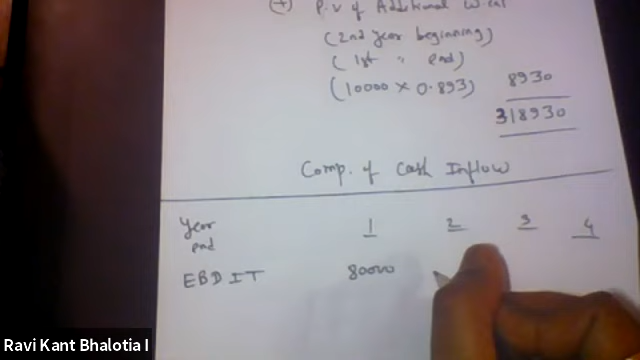 (+) P.V of Additional W.Cap
(2nd year beginning)
(1st " end)
(10000 × 0.893) 8930
318930
Comp. of Cash Inflow
Year end 1 2 3 4
EBDIT 80000
Ravi Kant Bhalotia I